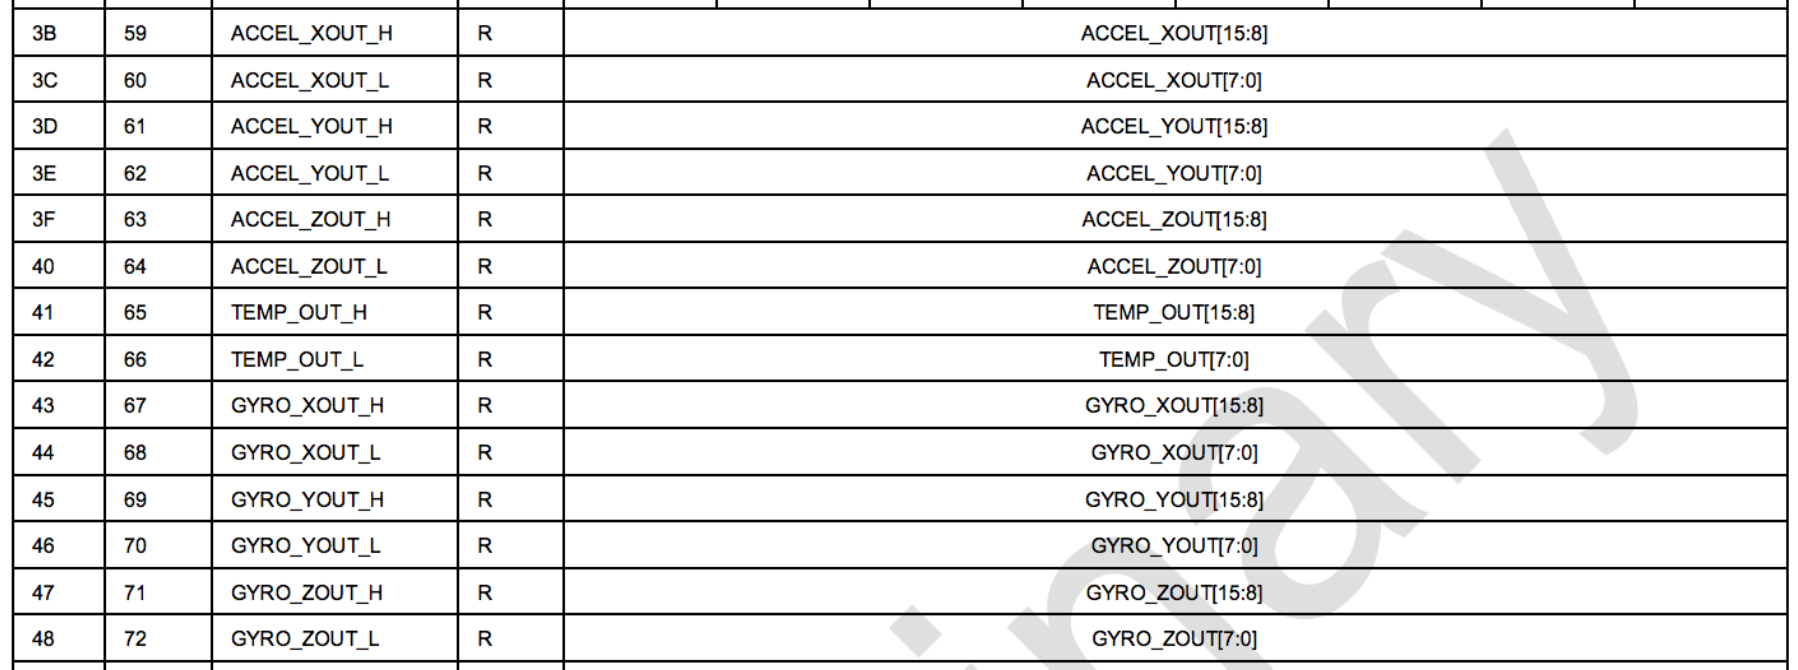 3B 59 ACCEL_XOUT_H R ACCEL_XOUT[15:8]
3C 60 ACCEL_XOUT_L R ACCEL_XOUT[7:0]
3D 61 ACCEL_YOUT_H R ACCEL_YOUT[15:8]
3E 62 ACCEL_YOUT_L R ACCEL_YOUT[7:0]
3F 63 ACCEL_ZOUT_H R ACCEL_ZOUT[15:8]
40 64 ACCEL_ZOUT_L R ACCEL_ZOUT[7:0]
41 65 TEMP_OUT_H R TEMP_OUT[15:8]
42 66 TEMP_OUT_L R TEMP_OUT[7:0]
43 67 GYRO_XOUT_H R GYRO_XOUT[15:8]
44 68 GYRO_XOUT_L R GYRO_XOUT[7:0]
45 69 GYRO_YOUT_H R GYRO_YOUT[15:8]
46 70 GYRO_YOUT_L R GYRO_YOUT[7:0]
47 71 GYRO_ZOUT_H R GYRO_ZOUT[15:8]
48 72 GYRO_ZOUT_L R GYRO_ZOUT[7:0]
inary